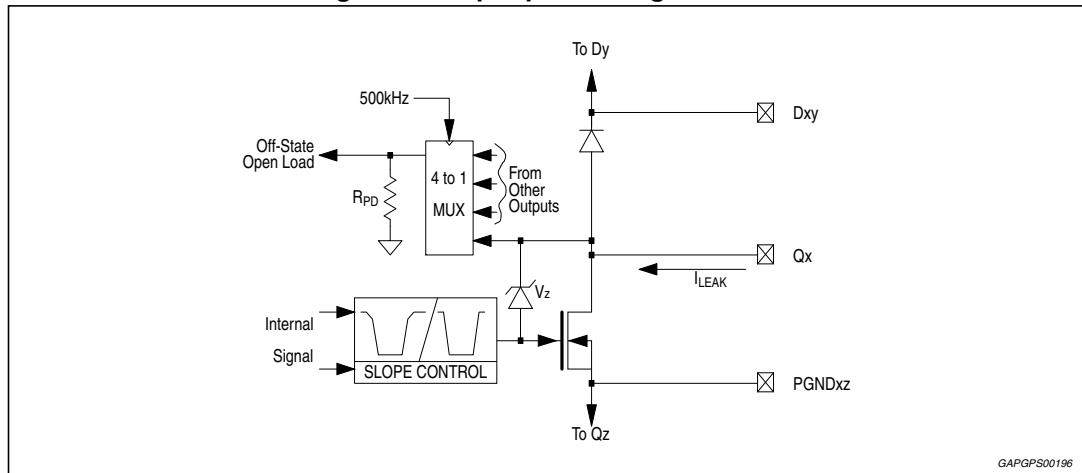 To Dy
500kHz
Dxy
Off-State
Open Load
4 to 1
MUX
From
Other
Outputs
RPD
Qx
ILEAK
Vz
Internal
Signal
SLOPE CONTROL
PGNDxz
To Qz
GAPGPS00196